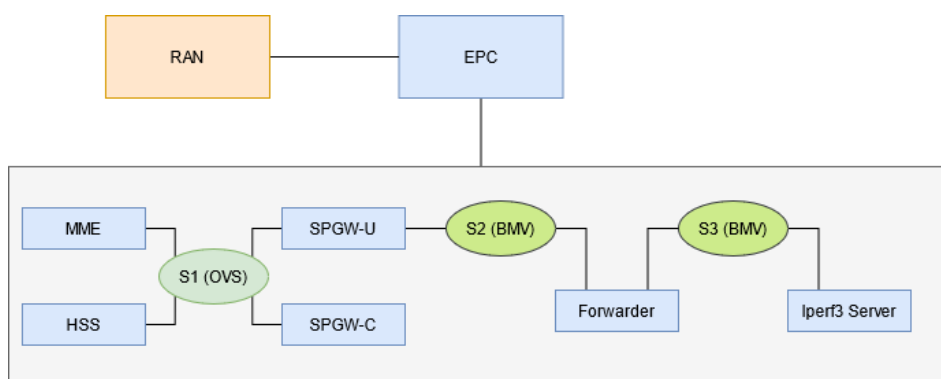 RAN
EPC
MME
SPGW-U
S2 (BMV)
S3 (BMV)
S1 (OVS)
HSS
SPGW-C
Forwarder
Iperf3 Server